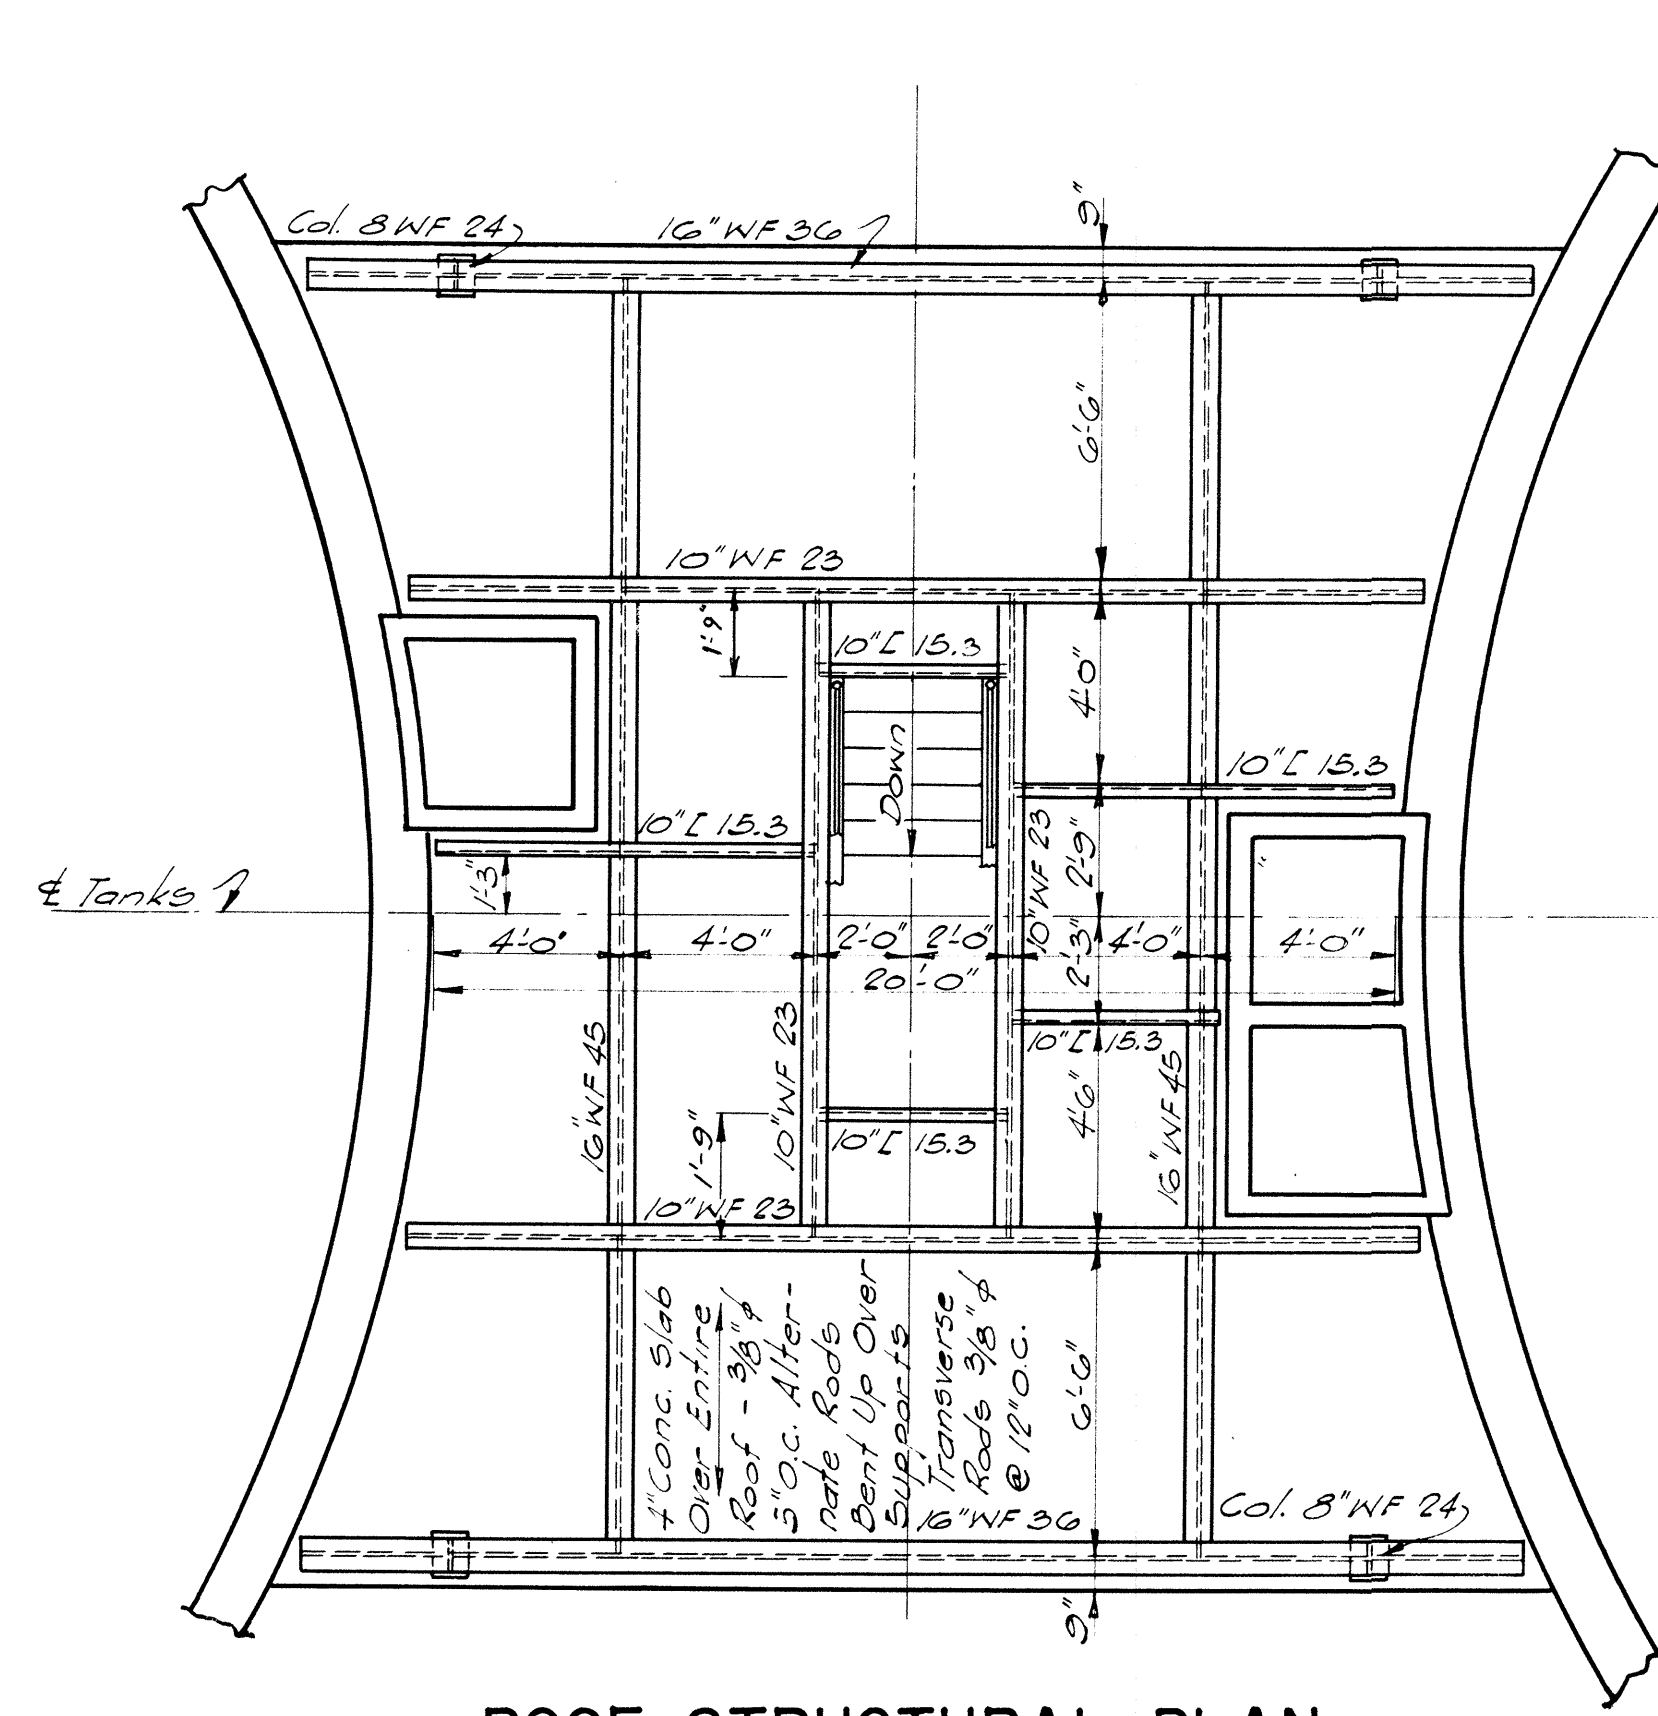 9"
Col. 8WF 24
16"WF 36
6'-6"
10"WF 23
1'-9"
10"[ 15.3
4'-0"
Down
10"[ 15.3
10"[ 15.3
10"WF 23
2'-9"
1'-3"
℄ Tanks
4'-0"
4'-0"
2'-0"
2'-0"
2'-3"
4'-0"
4'-0"
20'-0"
16"WF 45
10"WF 23
10"[ 15.3
16"WF 45
4'-6"
1'-9"
10"[ 15.3
10"WF 23
4"Conc. Slab
Over Entire
Roof - 3/8"ϕ
5"O.C. Alter-
nate Rods
Bent Up Over
Supports
Transverse
Rods 3/8"ϕ
@ 12"O.C.
6'-6"
16"WF 36
Col. 8"WF 24
9"
ROOF STRUCTURAL PLAN